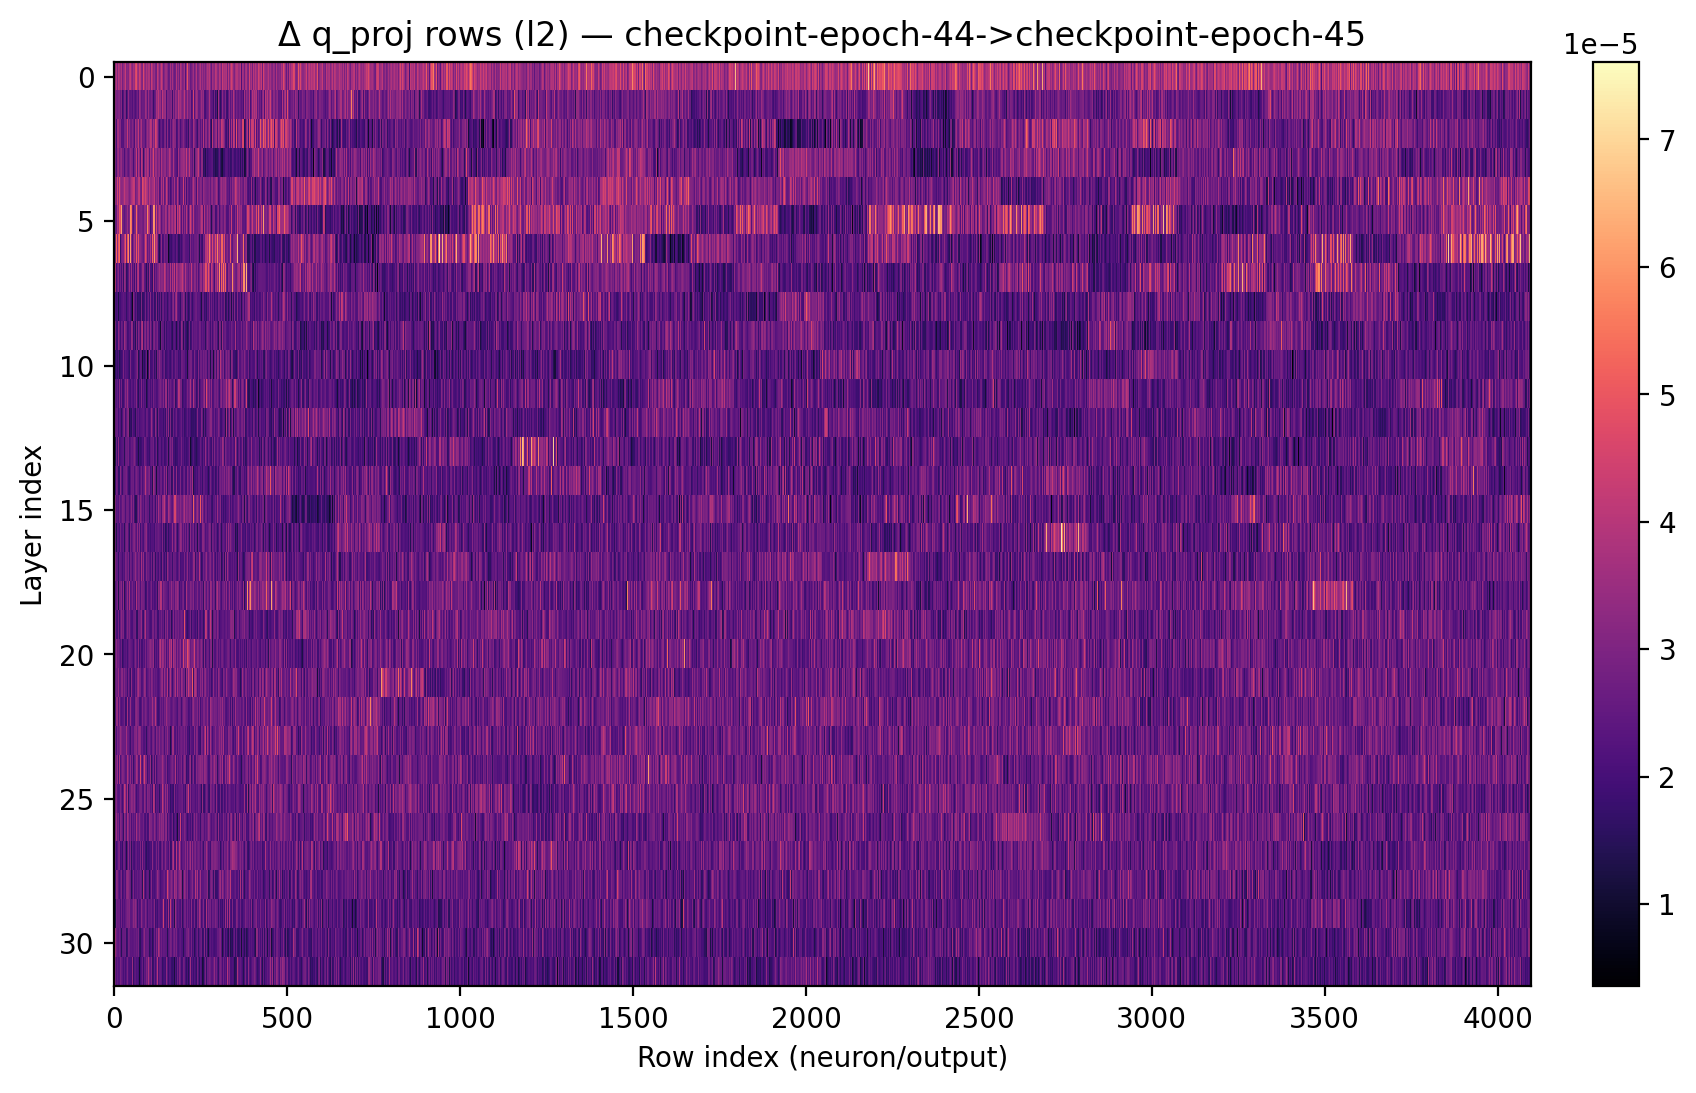 Δ q_proj rows (l2) — checkpoint-epoch-44->checkpoint-epoch-45
1e−5
0
5
10
15
20
25
30
Layer index
0 500 1000 1500 2000 2500 3000 3500 4000
Row index (neuron/output)
7
6
5
4
3
2
1